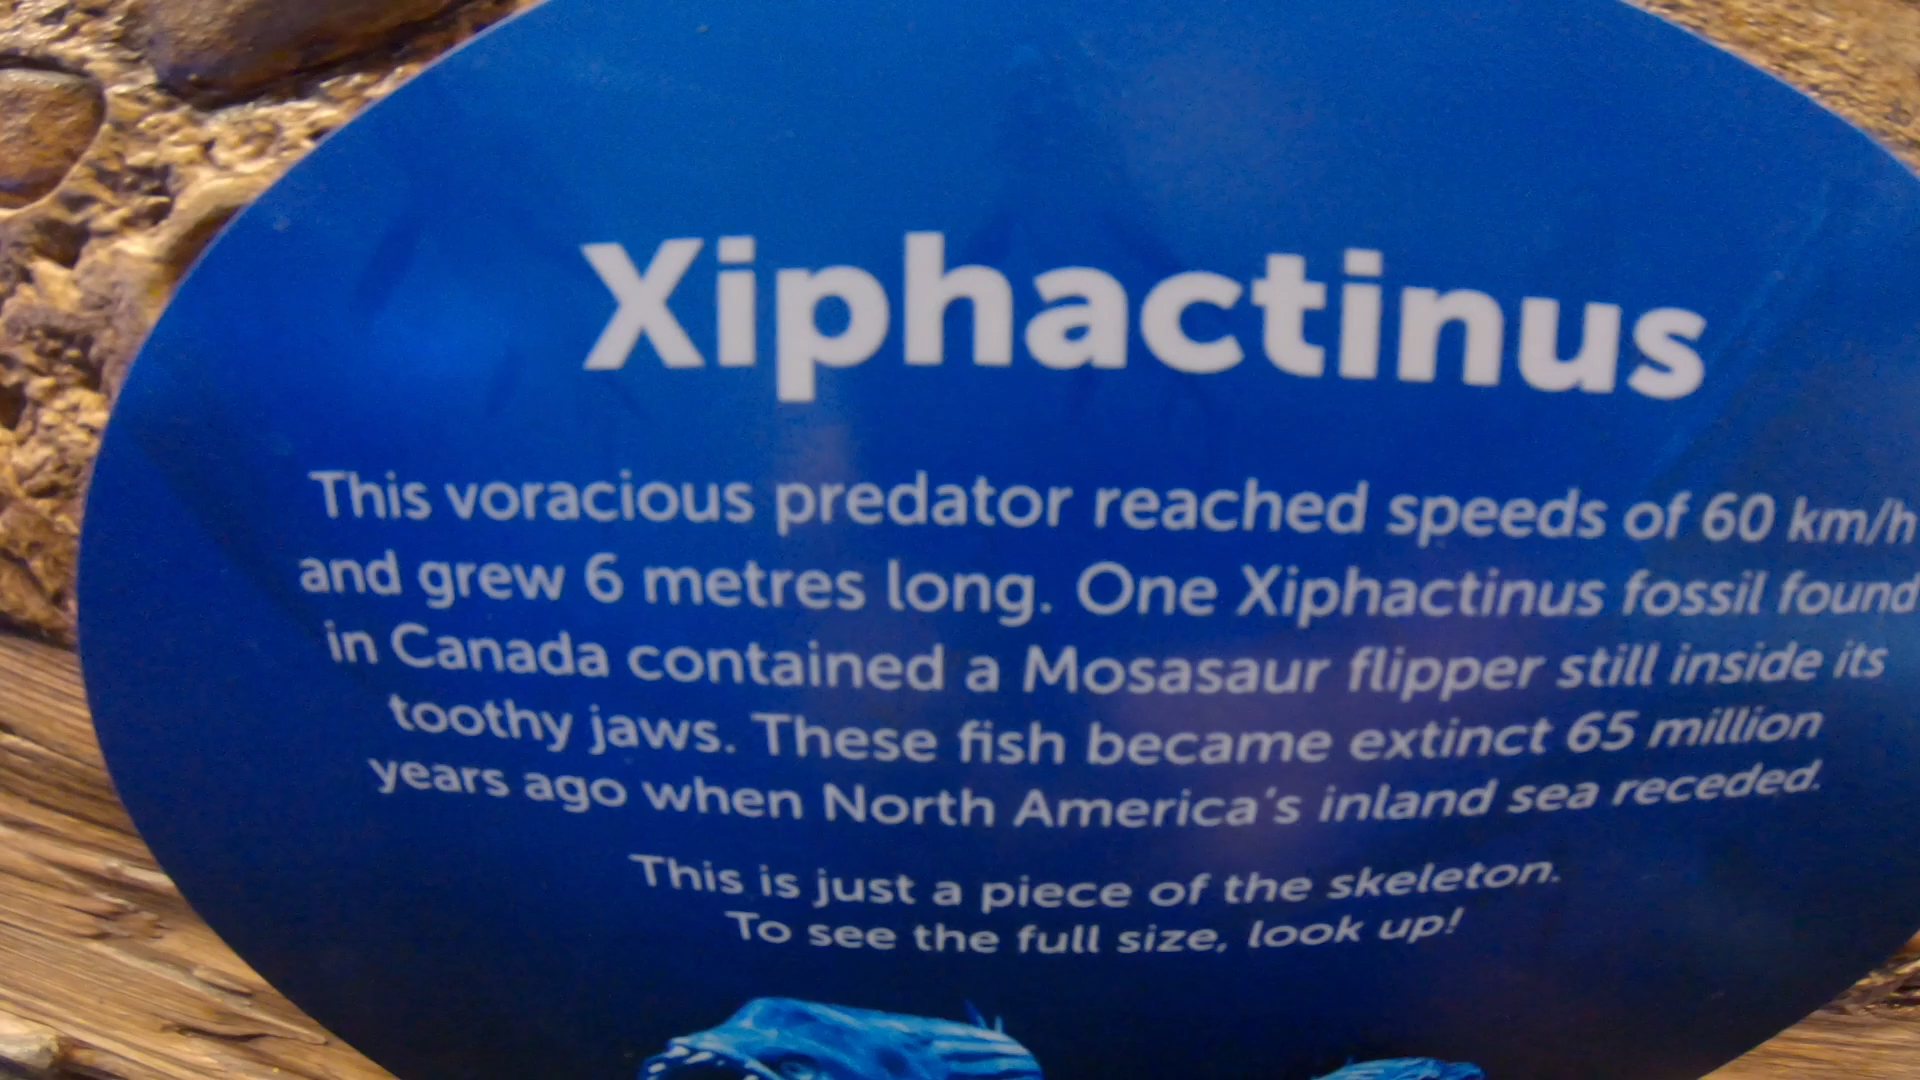 Xiphactinus
This voracious predator reached speeds of 60 km/h
and grew 6 metres long. One Xiphactinus fossil found
in Canada contained a Mosasaur flipper still inside its
toothy jaws. These fish became extinct 65 million
years ago when North America's inland sea receded.
This is just a piece of the skeleton.
To see the full size, look up!